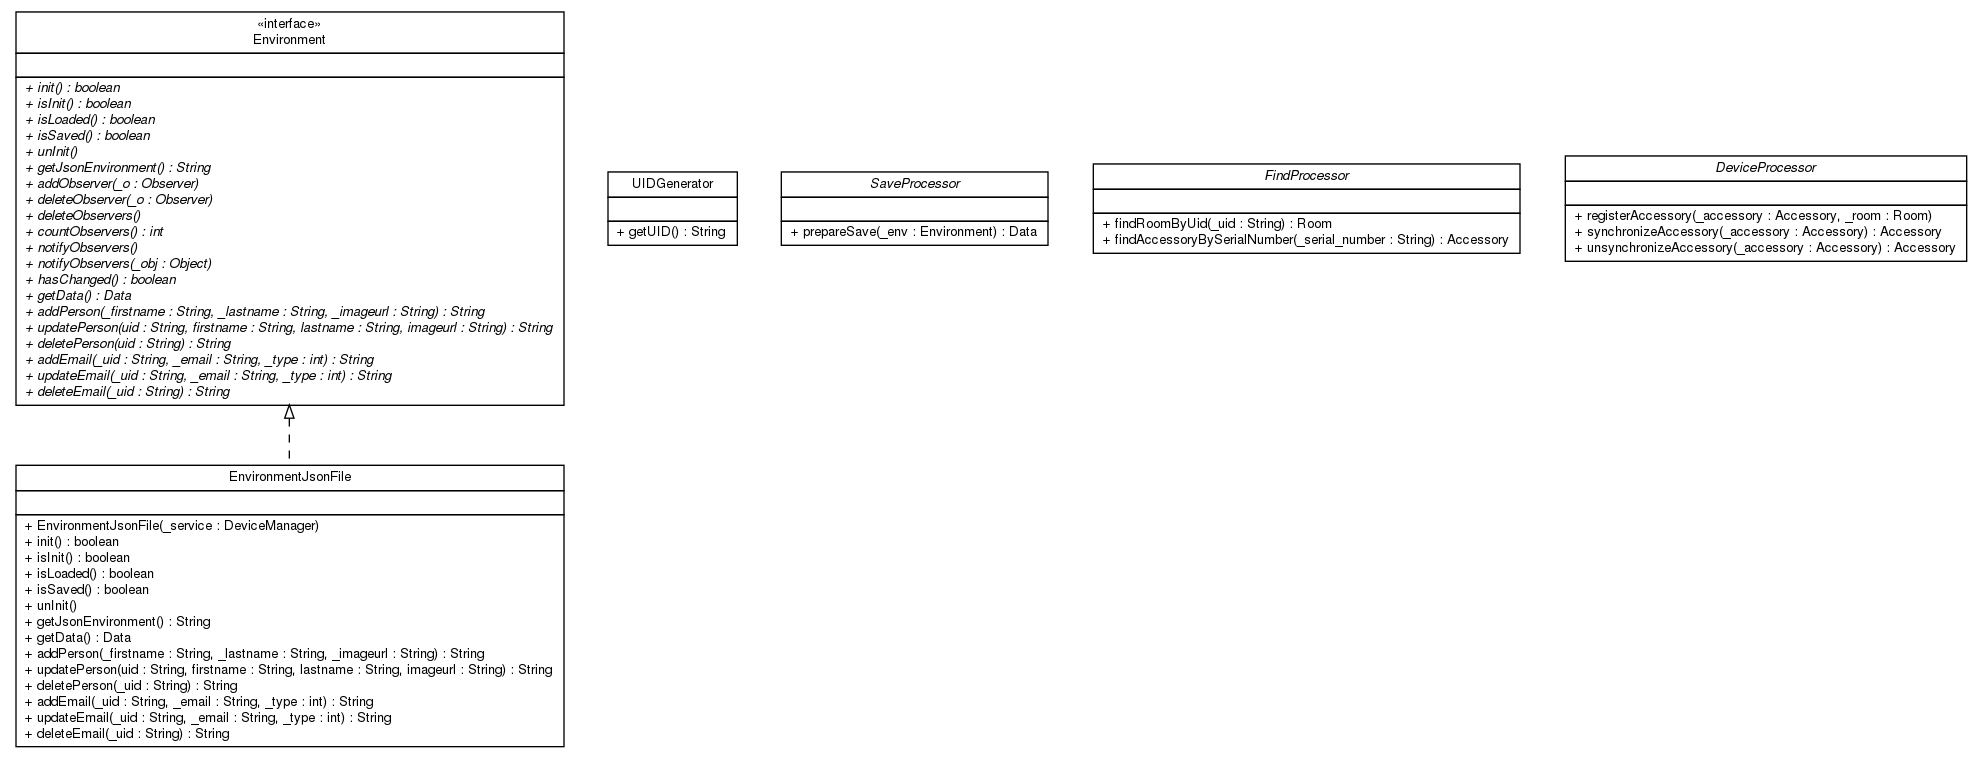 «interface»
Environment
+ init() : boolean
+ isInit() : boolean
+ isLoaded() : boolean
+ isSaved() : boolean
+ unInit()
+ getJsonEnvironment() : String
+ addObserver(_o : Observer)
+ deleteObserver(_o : Observer)
+ deleteObservers()
+ countObservers() : int
+ notifyObservers()
+ notifyObservers(_obj : Object)
+ hasChanged() : boolean
+ getData() : Data
+ addPerson(_firstname : String, _lastname : String, _imageurl : String) : String
+ updatePerson(uid : String, firstname : String, lastname : String, imageurl : String) : String
+ deletePerson(uid : String) : String
+ addEmail(_uid : String, _email : String, _type : int) : String
+ updateEmail(_uid : String, _email : String, _type : int) : String
+ deleteEmail(_uid : String) : String
EnvironmentJsonFile
+ EnvironmentJsonFile(_service : DeviceManager)
+ init() : boolean
+ isInit() : boolean
+ isLoaded() : boolean
+ isSaved() : boolean
+ unInit()
+ getJsonEnvironment() : String
+ getData() : Data
+ addPerson(_firstname : String, _lastname : String, _imageurl : String) : String
+ updatePerson(uid : String, firstname : String, lastname : String, imageurl : String) : String
+ deletePerson(_uid : String) : String
+ addEmail(_uid : String, _email : String, _type : int) : String
+ updateEmail(_uid : String, _email : String, _type : int) : String
+ deleteEmail(_uid : String) : String
UIDGenerator
+ getUID() : String
SaveProcessor
+ prepareSave(_env : Environment) : Data
FindProcessor
+ findRoomByUid(_uid : String) : Room
+ findAccessoryBySerialNumber(_serial_number : String) : Accessory
DeviceProcessor
+ registerAccessory(_accessory : Accessory, _room : Room)
+ synchronizeAccessory(_accessory : Accessory) : Accessory
+ unsynchronizeAccessory(_accessory : Accessory) : Accessory